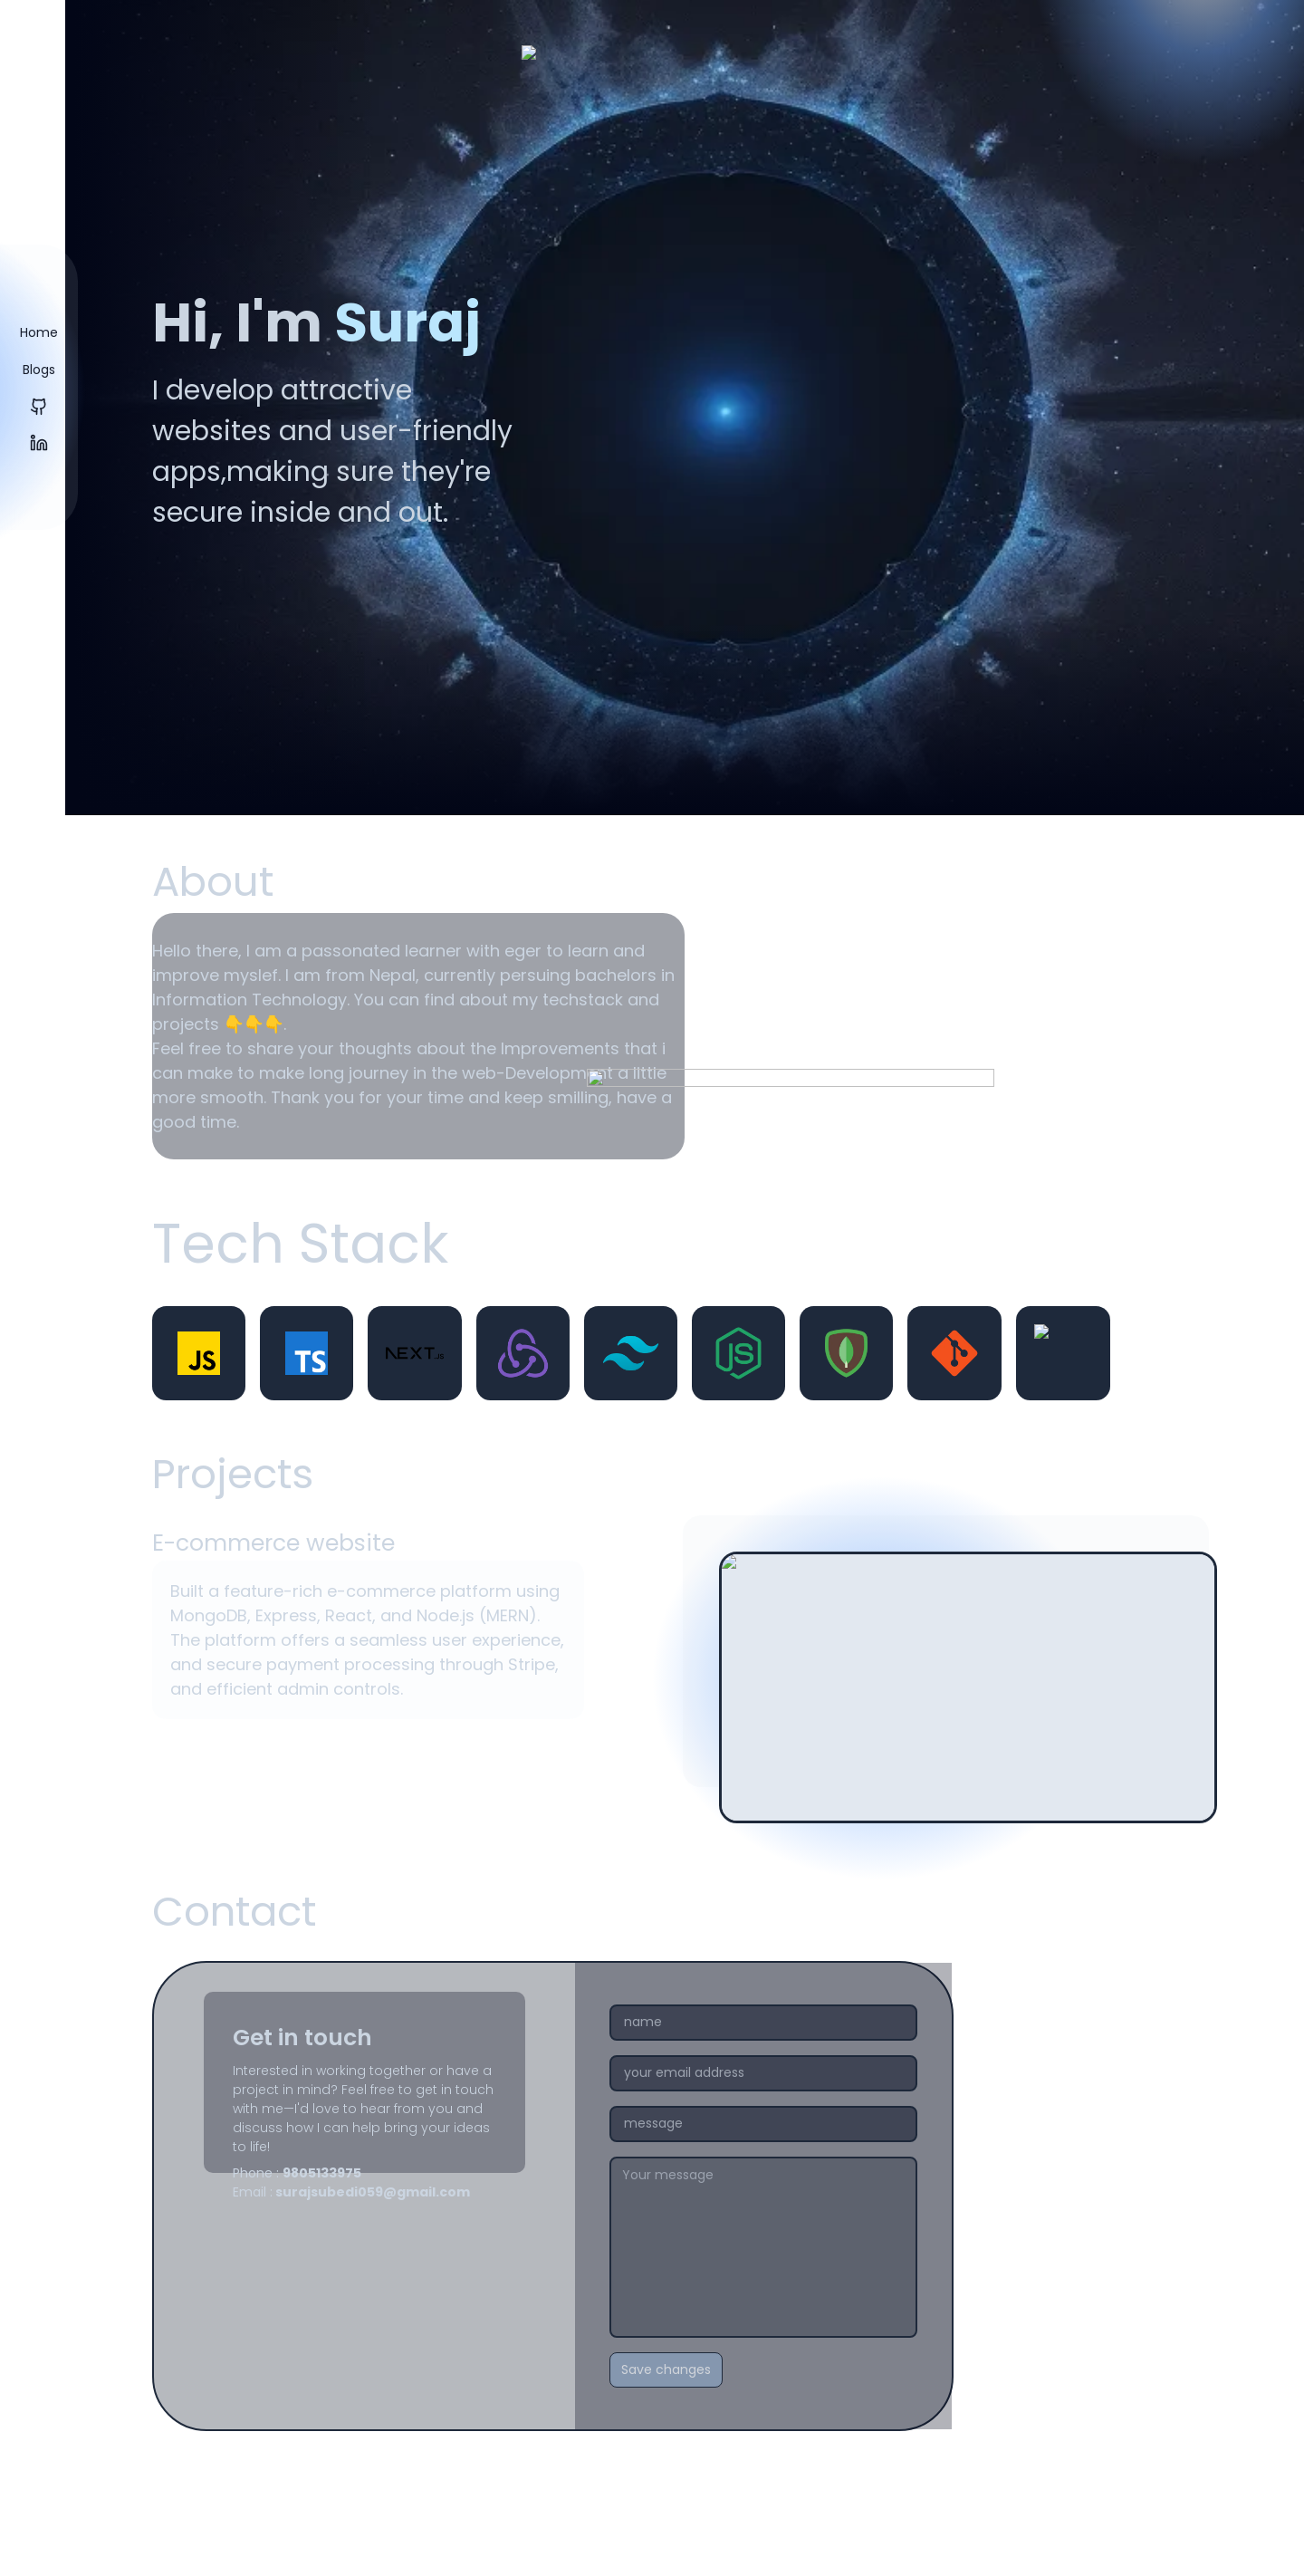 Home
Blogs
Hi, I'm Suraj
I develop attractive
websites and user-friendly
apps,making sure they're
secure inside and out.
About
Hello there, I am a passonated learner with eger to learn and
improve myslef. I am from Nepal, currently persuing bachelors in
Information Technology. You can find about my techstack and
projects 👇👇👇.
Feel free to share your thoughts about the Improvements that i
can make to make long journey in the web-Development a little
more smooth. Thank you for your time and keep smilling, have a
good time.
Tech Stack
JS
TS
NEXT.JS
JS
Projects
E-commerce website
Built a feature-rich e-commerce platform using
MongoDB, Express, React, and Node.js (MERN).
The platform offers a seamless user experience,
and secure payment processing through Stripe,
and efficient admin controls.
Contact
Get in touch
Interested in working together or have a
project in mind? Feel free to get in touch
with me—I'd love to hear from you and
discuss how I can help bring your ideas
to life!
Phone : 9805133975
Email : surajsubedi059@gmail.com
name
your email address
message
Your message
Save changes